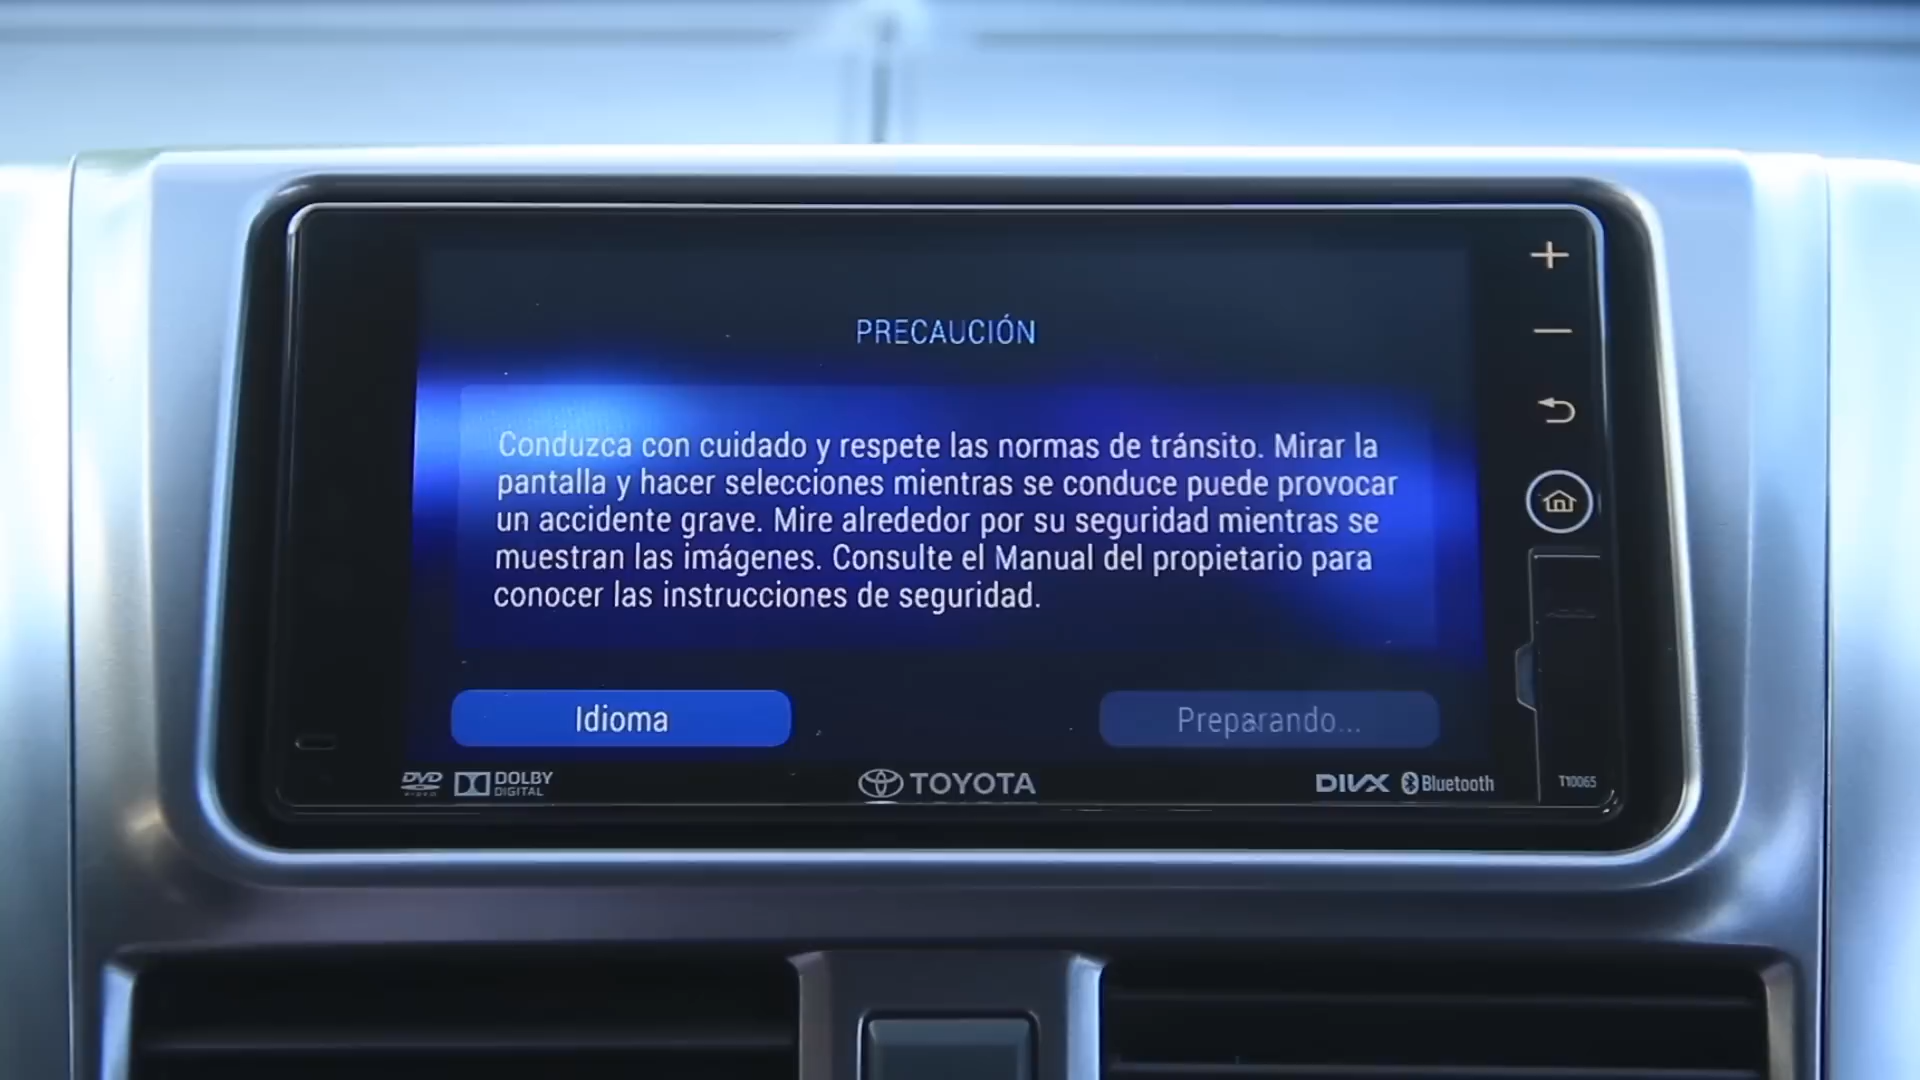 PRECAUCIÓN
Conduzca con cuidado y respete las normas de tránsito. Mirar la
pantalla y hacer selecciones mientras se conduce puede provocar
un accidente grave. Mire alrededor por su seguridad mientras se
muestran las imágenes. Consulte el Manual del propietario para
conocer las instrucciones de seguridad.
Idioma
Preparando...
DVD VIDEO
DOLBY DIGITAL
TOYOTA
DIVX
Bluetooth
T10065